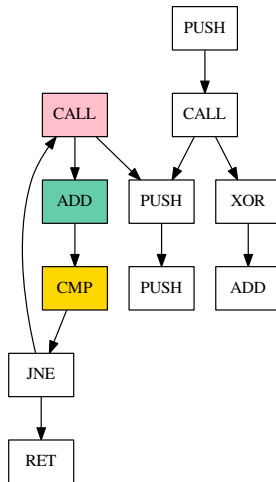 PUSH
CALL CALL
ADD PUSH XOR
CMP PUSH ADD
JNE
RET